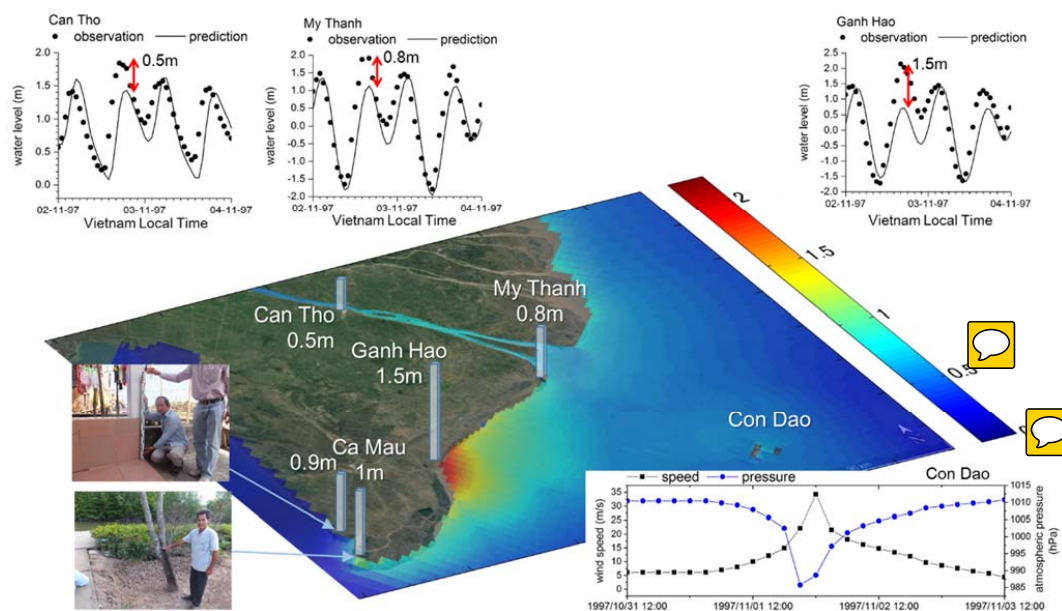 Can Tho
observation prediction
0.5m
water level (m)
2.0
1.5
1.0
0.5
0.0
02-11-97 03-11-97 04-11-97
Vietnam Local Time
My Thanh
observation prediction
0.8m
2.0
1.5
1.0
0.5
0.0
-0.5
-1.0
-1.5
-2.0
02-11-97 03-11-97 04-11-97
Vietnam Local Time
Ganh Hao
observation prediction
1.5m
water level (m)
2.5
2.0
1.5
1.0
0.5
0.0
-0.5
-1.0
-1.5
-2.0
02-11-97 03-11-97 04-11-97
Vietnam Local Time
2
1.5
1
0.5
Can Tho
0.5m
My Thanh
0.8m
Ganh Hao
1.5m
Ca Mau
0.9m
1m
Con Dao
speed pressure Con Dao
wind speed (m/s)
35
30
25
20
15
10
5
0
1015
1010
1005
1000
995
990
985
atmospheric pressure
(hPa)
1997/10/31 12:00 1997/11/01 12:00 1997/11/02 12:00 1997/11/03 12:00